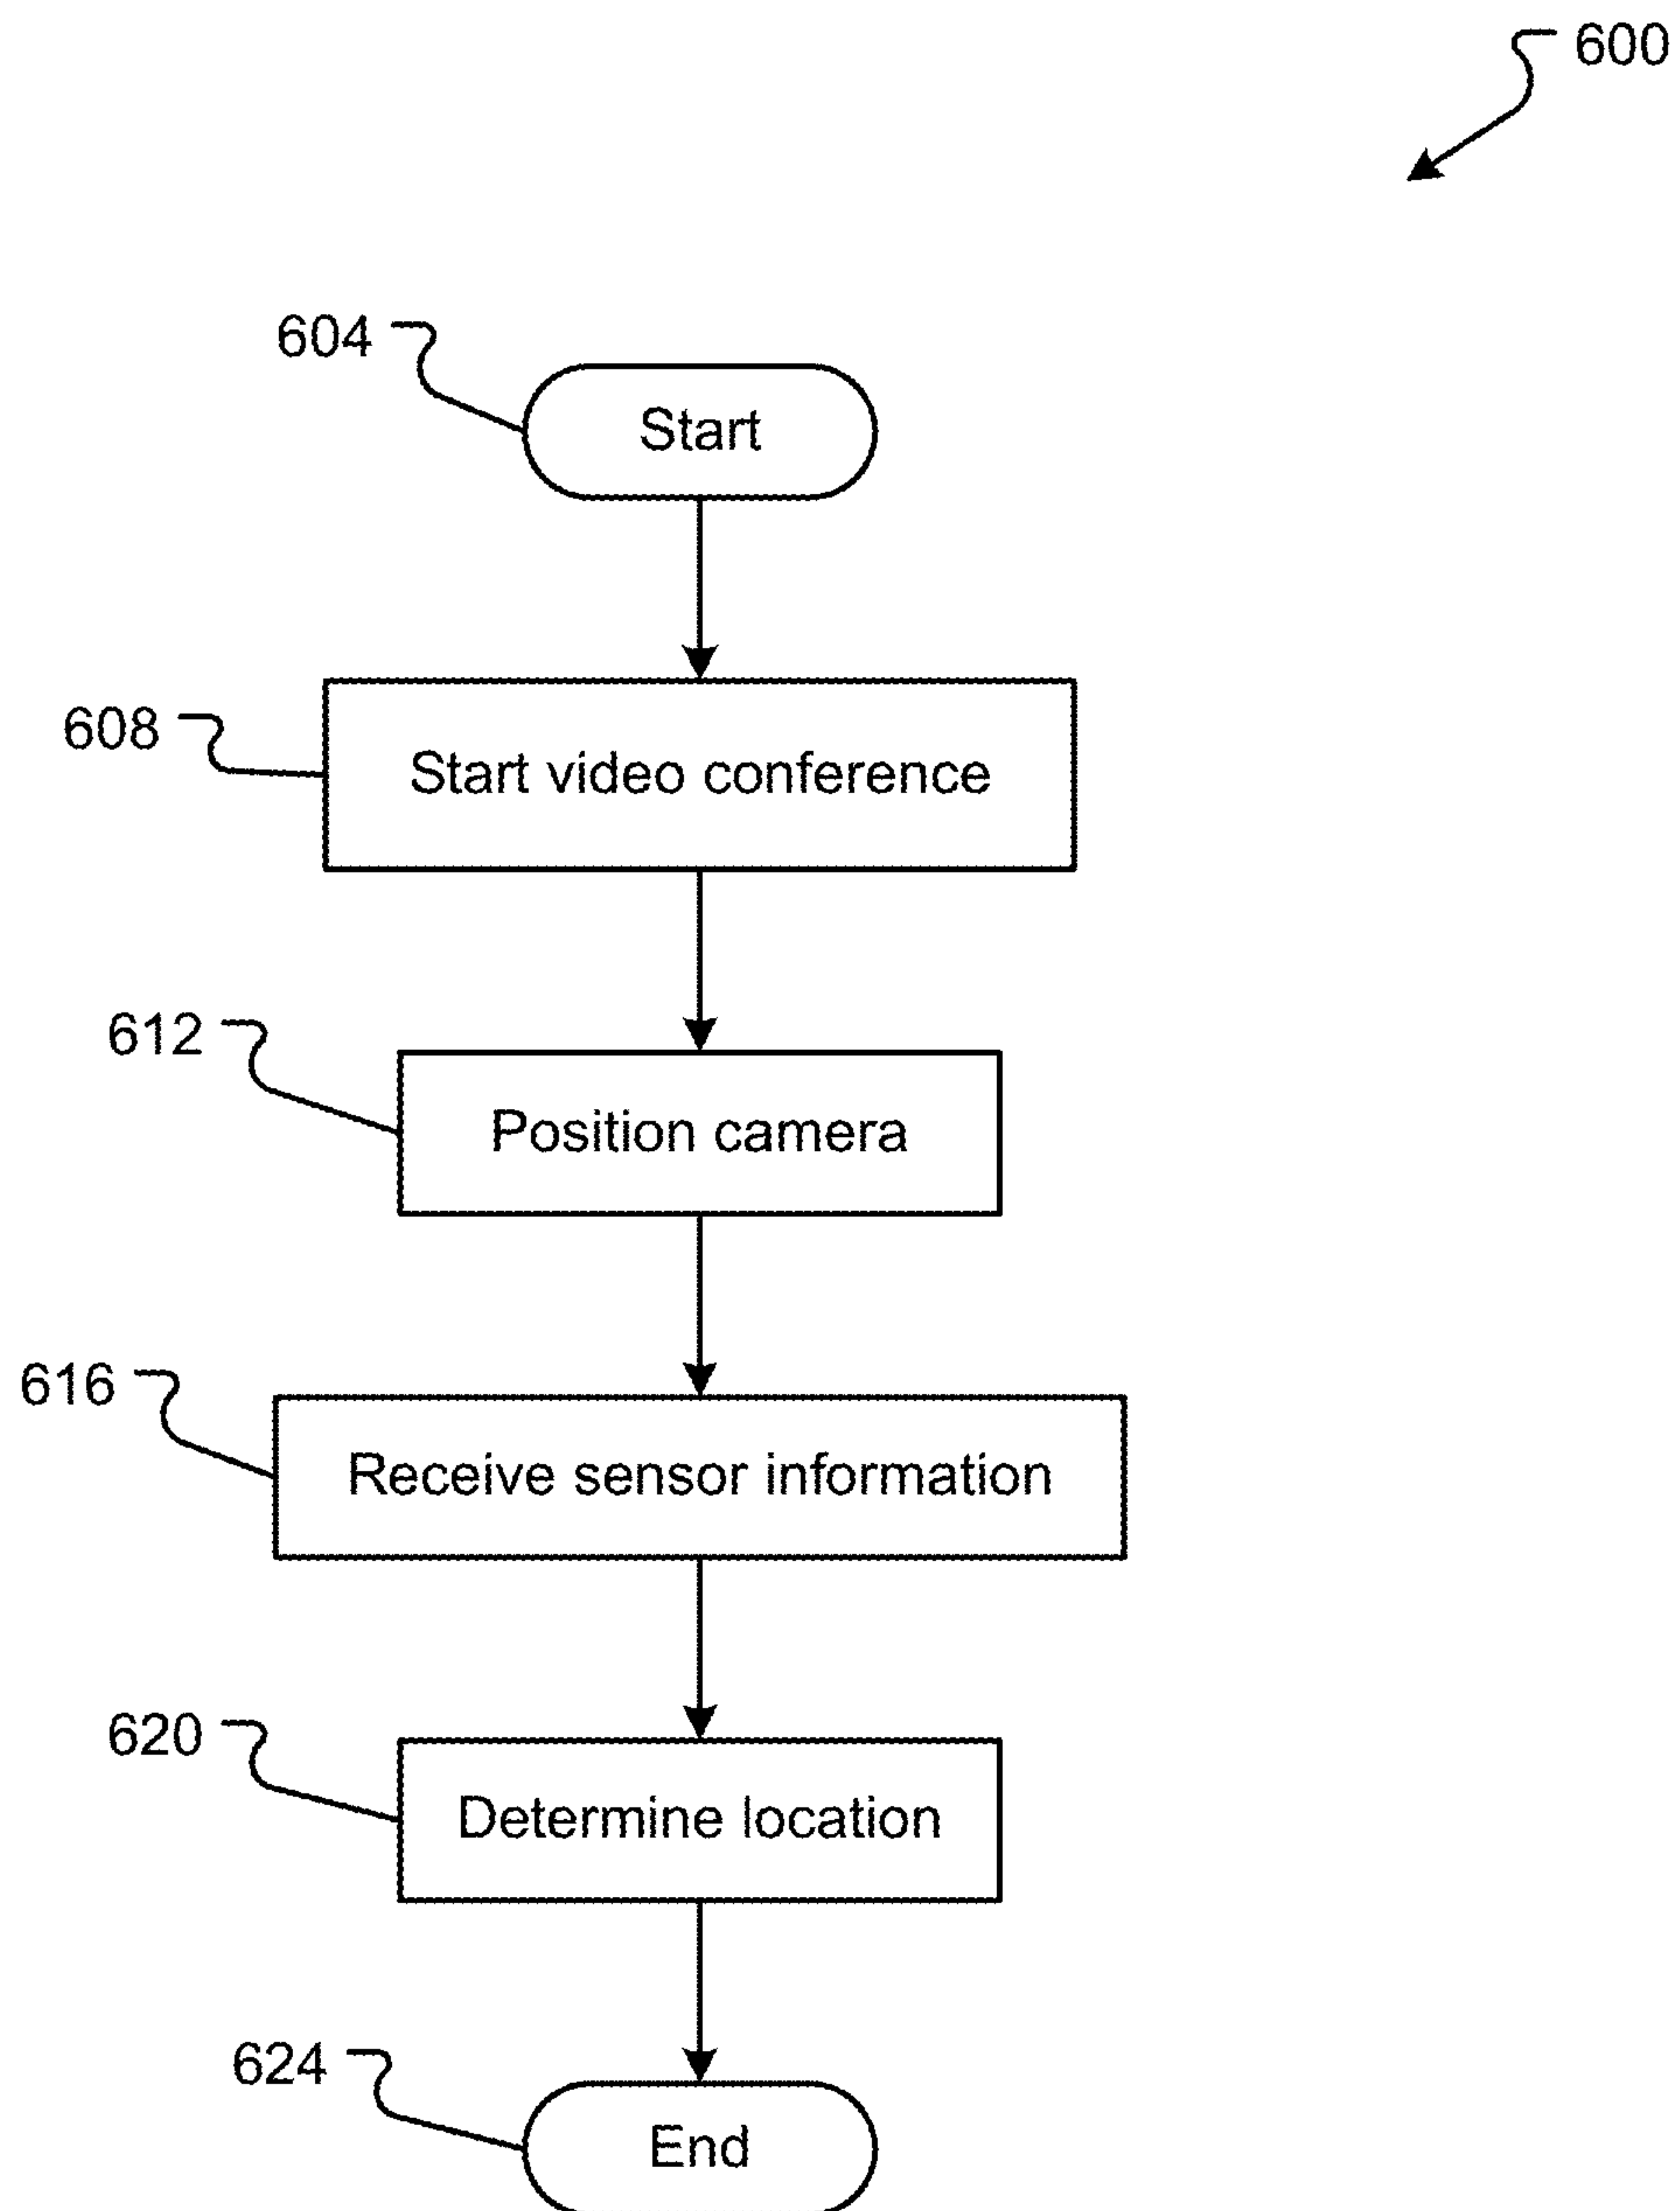 600
604
Start
608
Start video conference
612
Position camera
616
Receive sensor information
620
Determine location
624
End